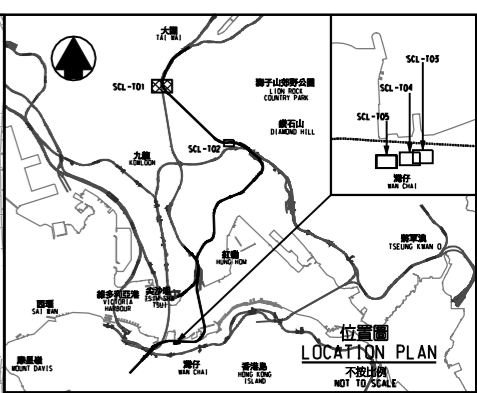 大圍
TAI WAI
SCL-T01
獅子山郊野公園
LION ROCK
COUNTRY PARK
鑽石山
DIAMOND HILL
SCL-T02
九龍
KOWLOON
SCL-T03
SCL-T04
SCL-T05
灣仔
WAN CHAI
將軍澳
TSEUNG KWAN O
紅磡
HUNG HOM
尖沙咀
TSIM SHA
TSUI
維多利亞港
VICTORIA
HARBOUR
西環
SAI WAN
摩星嶺
MOUNT DAVIS
灣仔
WAN CHAI
香港島
HONG KONG
ISLAND
位置圖
LOCATION PLAN
不按比例
NOT TO SCALE